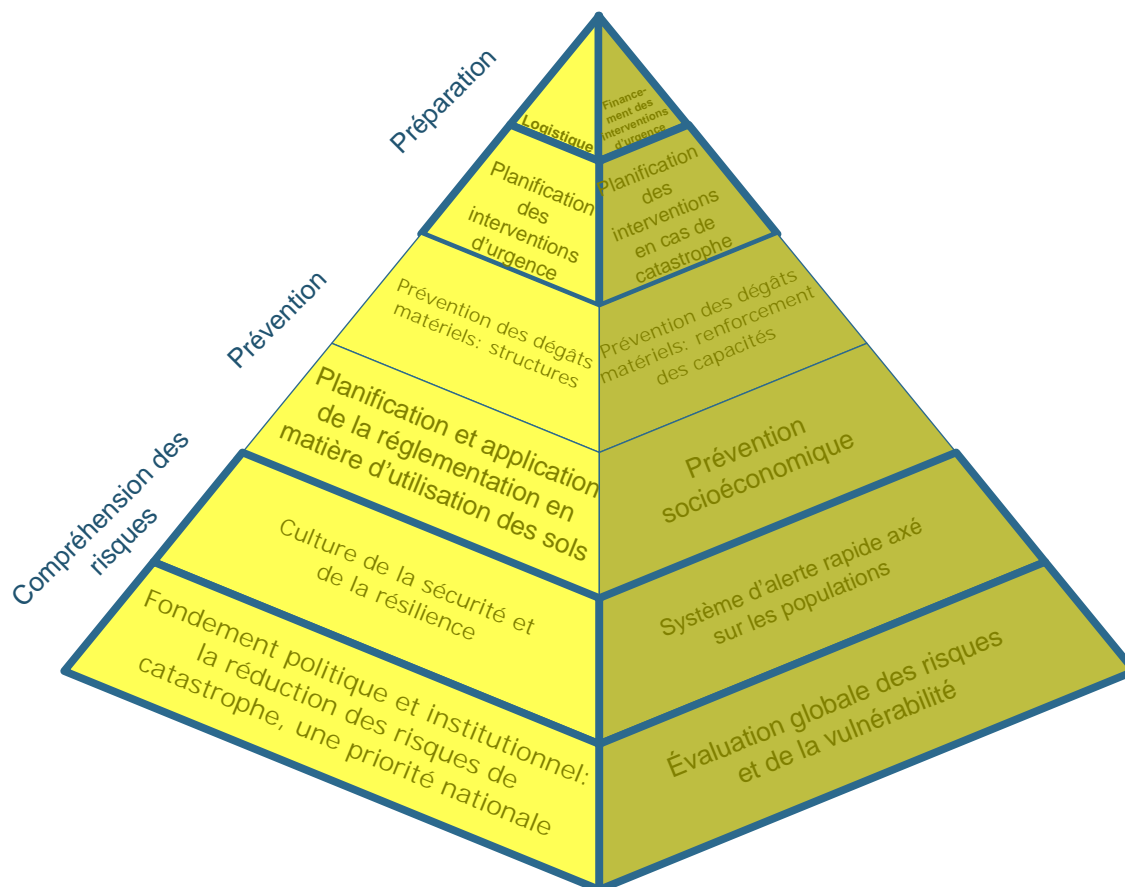 Préparation
Logistique
Finance-
ment des
interventions
d'urgence
Planification
des
interventions
d'urgence
Planification
des
interventions
en cas de
catastrophe
Prévention
Prévention des dégâts
matériels: structures
Prévention des dégâts
matériels: renforcement
des capacités
Planification et application
de la réglementation en
matière d'utilisation des sols
Prévention
socioéconomique
Compréhension des
risques
Culture de la sécurité et
de la résilience
Système d'alerte rapide axé
sur les populations
Fondement politique et institutionnel:
la réduction des risques de
catastrophe, une priorité nationale
Évaluation globale des risques
et de la vulnérabilité